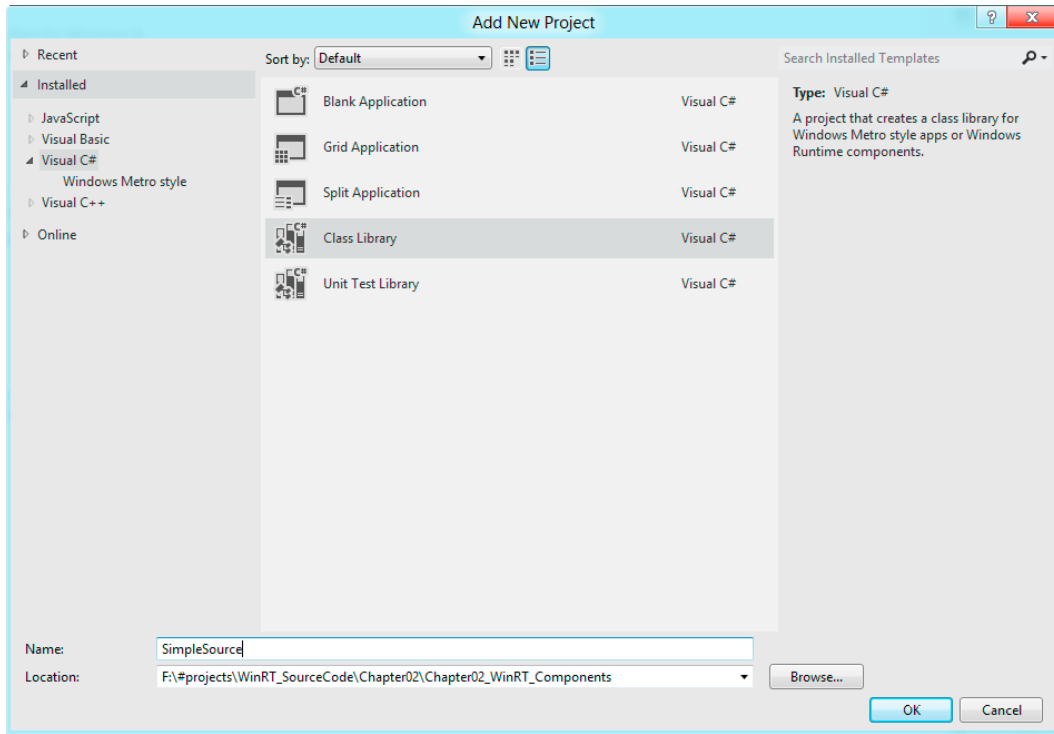 Add New Project
?
x
Recent
Installed
JavaScript
Visual Basic
Visual C#
Windows Metro style
Visual C++
Online
Sort by: Default
C# Blank Application Visual C#
Grid Application Visual C#
Split Application Visual C#
C# Class Library Visual C#
C# Unit Test Library Visual C#
Search Installed Templates
Type: Visual C#
A project that creates a class library for
Windows Metro style apps or Windows
Runtime components.
Name: SimpleSource
Location: F:\#projects\WinRT_SourceCode\Chapter02\Chapter02_WinRT_Components
Browse...
OK Cancel